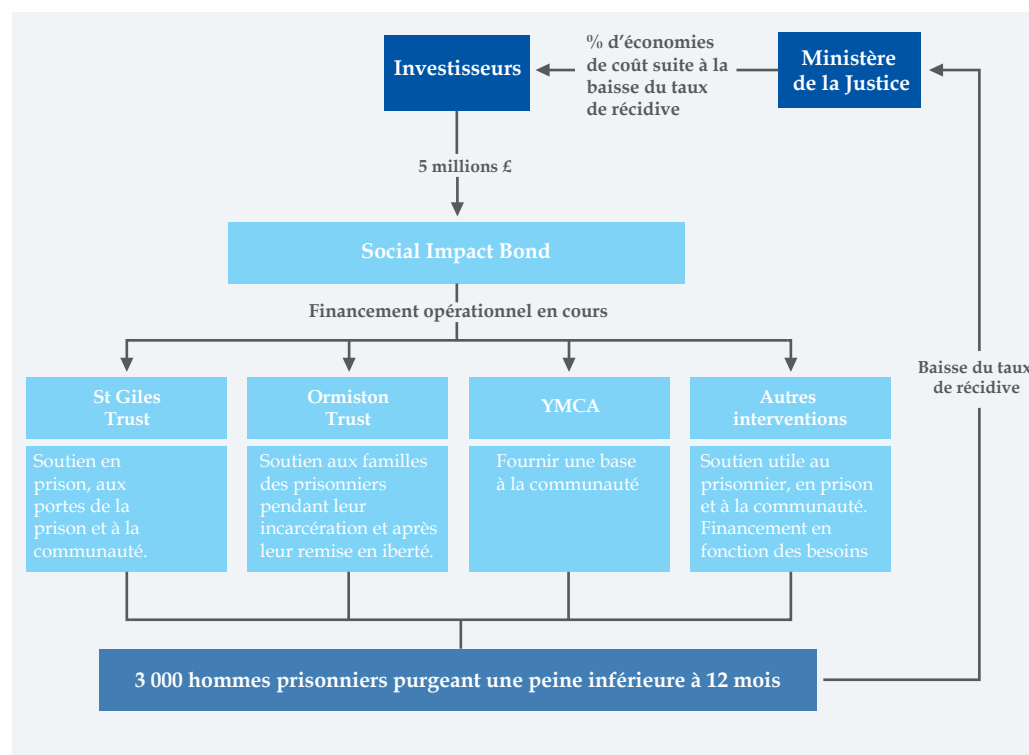 Investisseurs
% d'économies
de coût suite à la
baisse du taux
de récidive
Ministère
de la Justice
5 millions £
Social Impact Bond
Financement opérationnel en cours
St Giles
Trust
Soutien en
prison, aux
portes de la
prison et à la
communauté.
Ormiston
Trust
Soutien aux familles
des prisonniers
pendant leur
incarcération et après
leur remise en iberté.
YMCA
Fournir une base
à la communauté
Autres
interventions
Soutien utile au
prisonnier, en prison
et à la communauté.
Financement en
fonction des besoins
Baisse du taux
de récidive
3 000 hommes prisonniers purgeant une peine inférieure à 12 mois